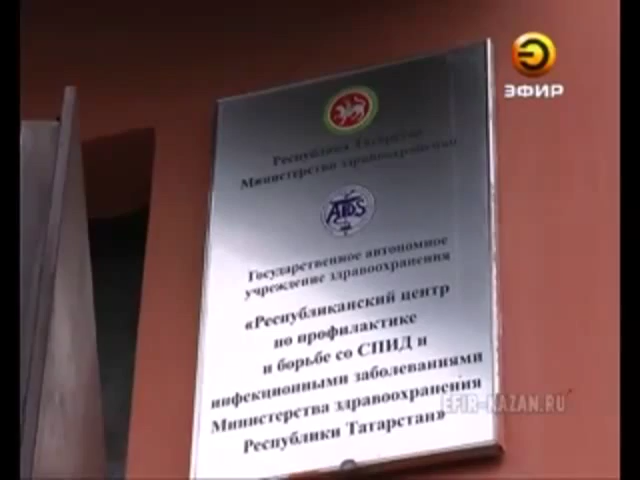 ЭФИР
Республика Татарстан
Министерство здравоохранения
AIDS
Государственное автономное
учреждение здравоохранения
«Республиканский центр
по профилактике
и борьбе со СПИД и
инфекционными заболеваниями
Министерства здравоохранения
Республики Татарстан»
EFIR-KAZAN.RU